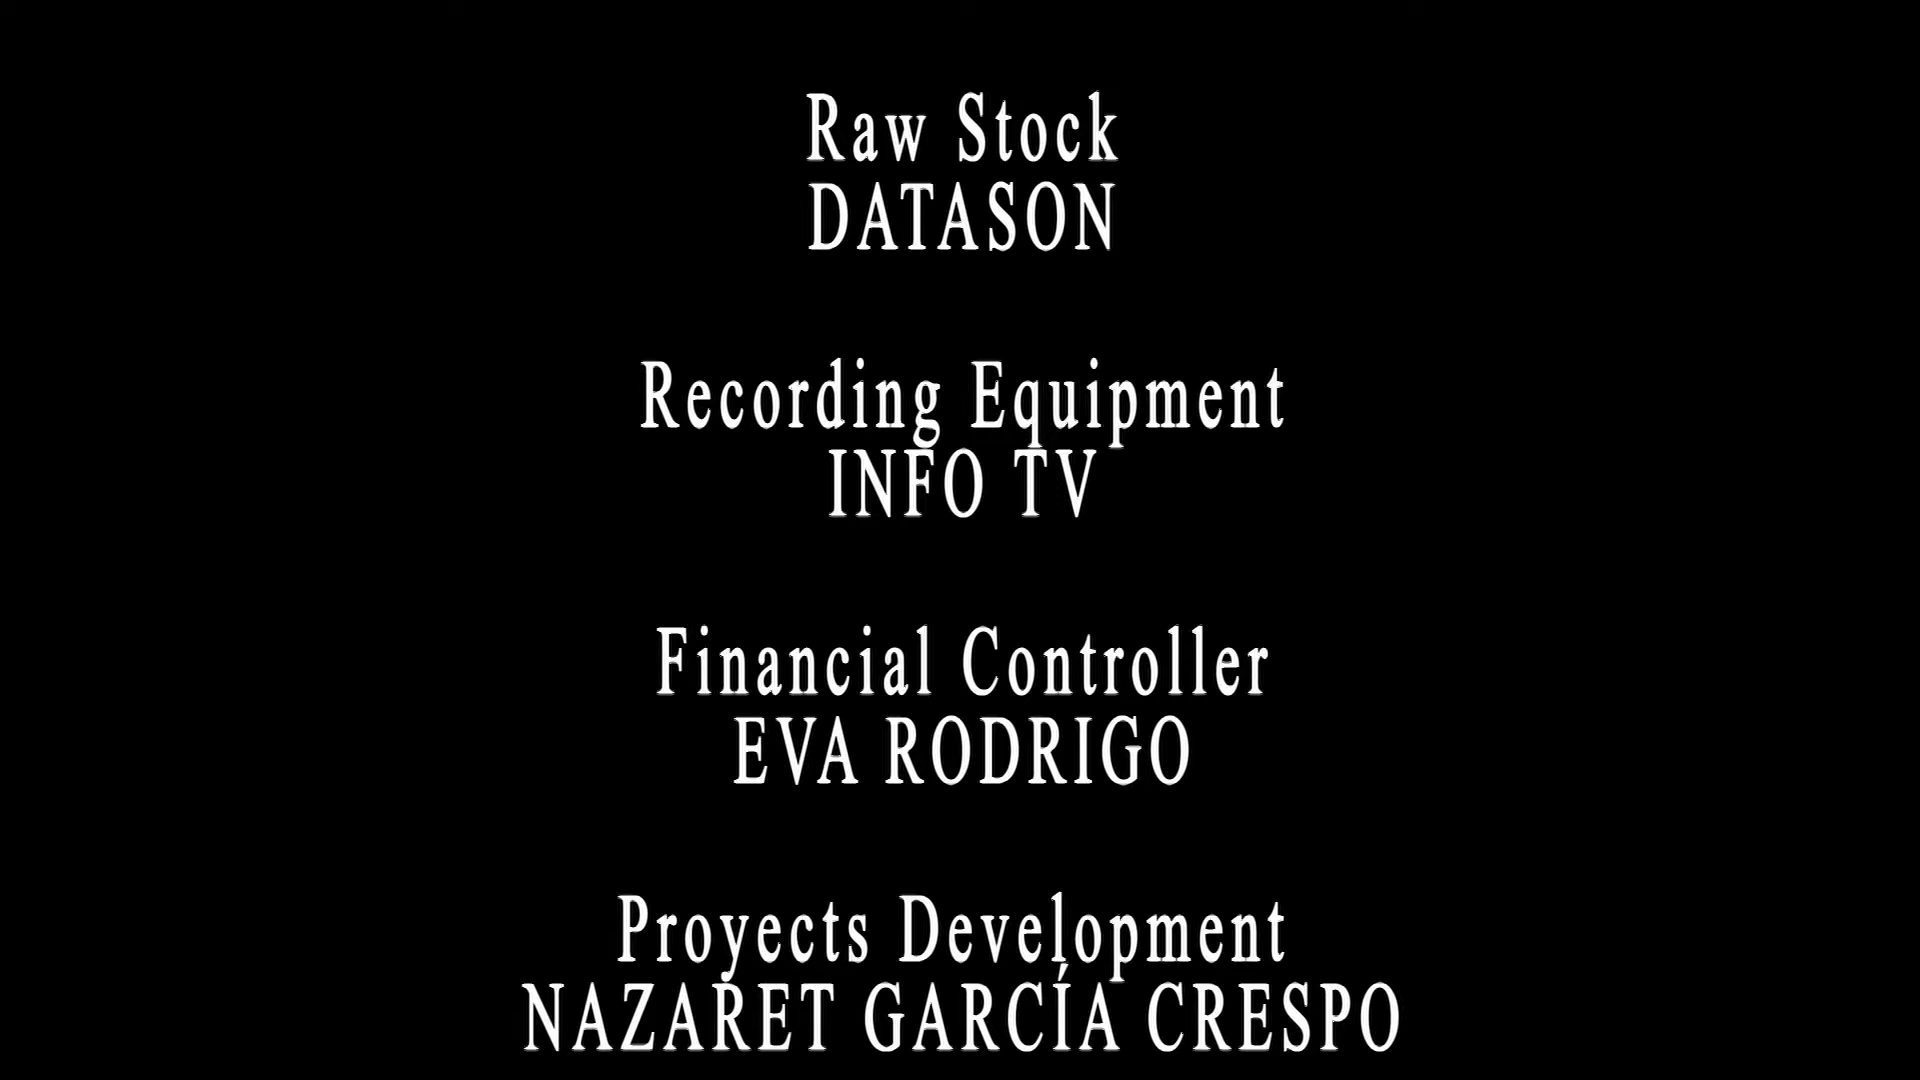 Raw Stock
DATASON
Recording Equipment
INFO TV
Financial Controller
EVA RODRIGO
Proyects Development
NAZARET GARCÍA CRESPO